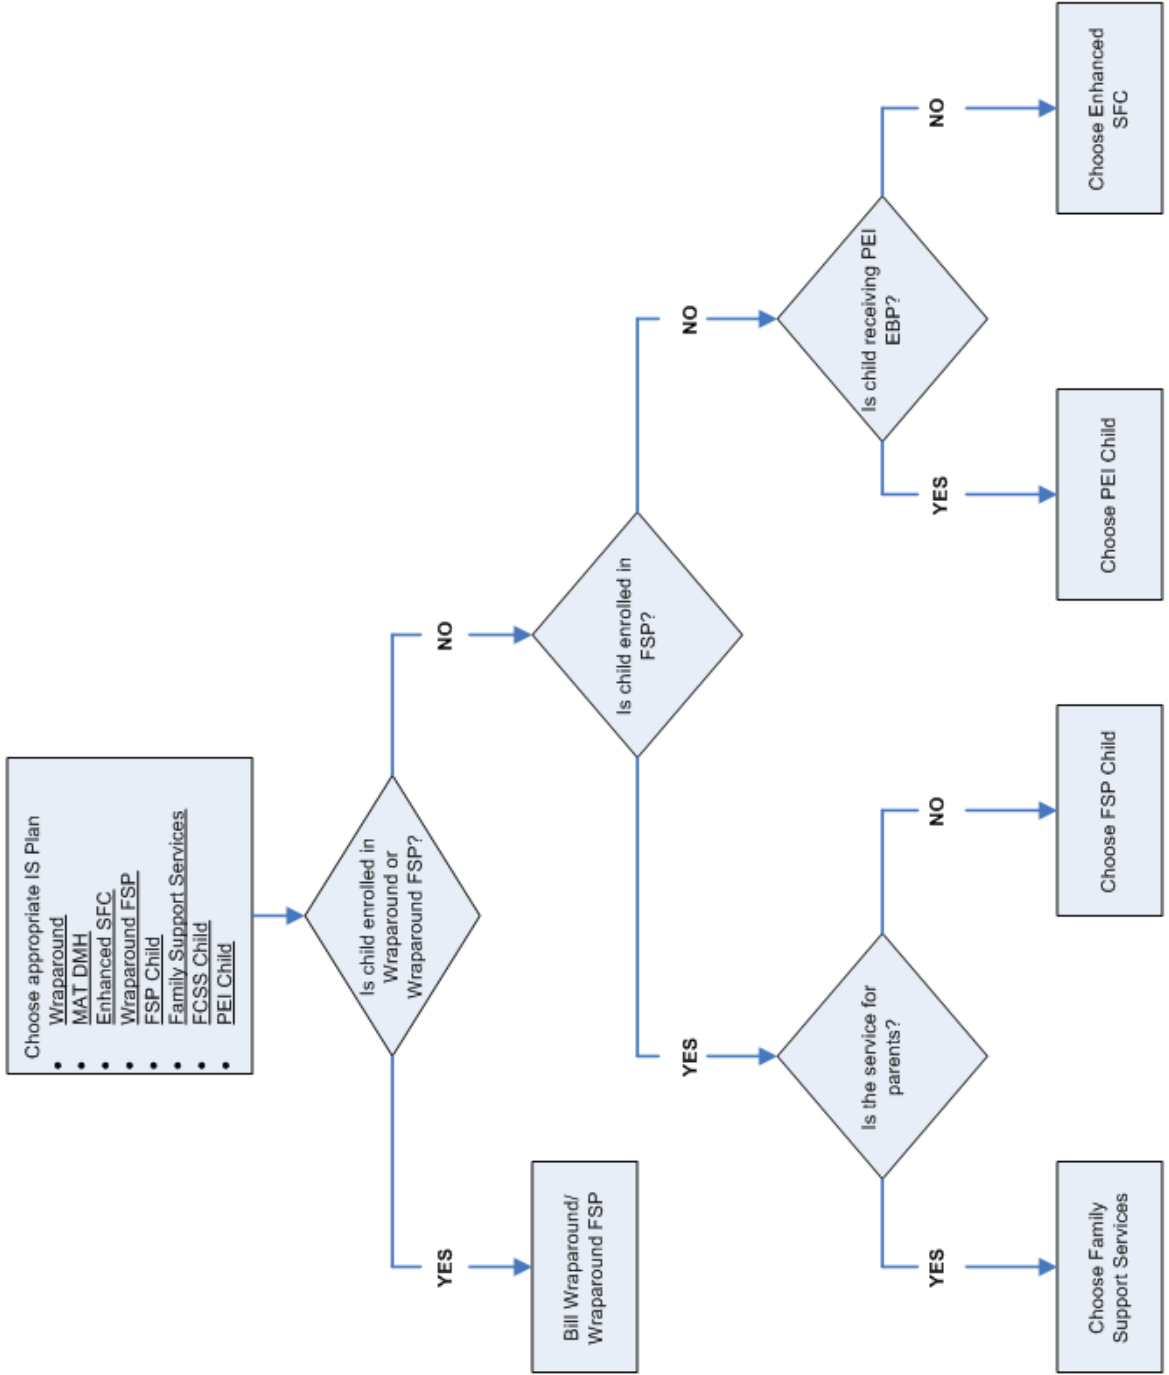 Choose appropriate IS Plan
• Wraparound
• MAT DMH
• Enhanced SFC
• Wraparound FSP
• FSP Child
• Family Support Services
• FCSS Child
• PEI Child
Is child enrolled in
Wraparound or
Wraparound FSP?
YES
NO
Bill Wraparound/
Wraparound FSP
Is child enrolled in
FSP?
YES
NO
Is the service for
parents?
Is child receiving PEI
EBP?
YES
NO
YES
NO
Choose Family
Support Services
Choose FSP Child
Choose PEI Child
Choose Enhanced
SFC